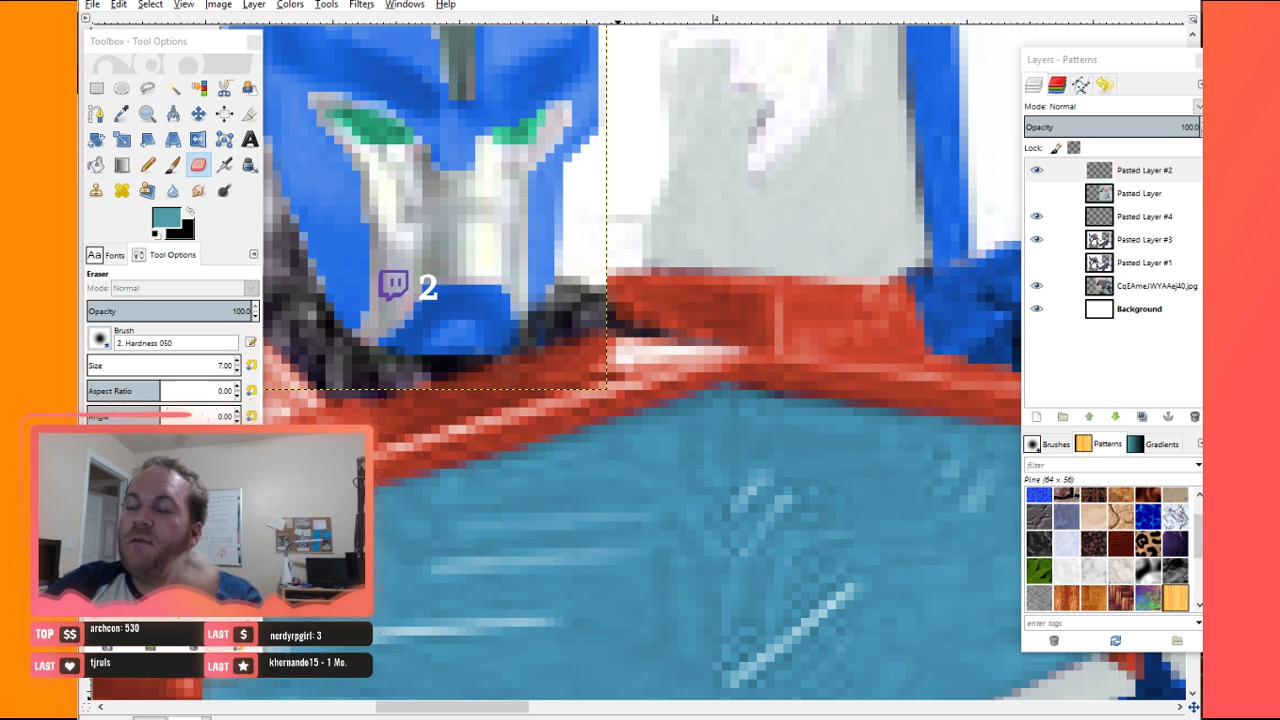 File Edit Select View Image Layer Colors Tools Filters Windows Help
4
Toolbox - Tool Options
Aa Fonts Tool Options
Eraser
Mode: Normal
Opacity 100.0
Brush
2. Hardness 050
Size 7.00
Aspect Ratio 0.00
Angle 0.00
2
Layers - Patterns
Mode: Normal
Opacity 100.0
Lock:
Pasted Layer #2
Pasted Layer
Pasted Layer #4
Pasted Layer #3
Pasted Layer #1
Background
Brushes Patterns Gradients
filter
Pine (64 × 56)
enter tags
TOP $$ archcon: 530 LAST $ nerdyrpgirl: 3
LAST tjruls LAST khernando15 - 1 Mo.